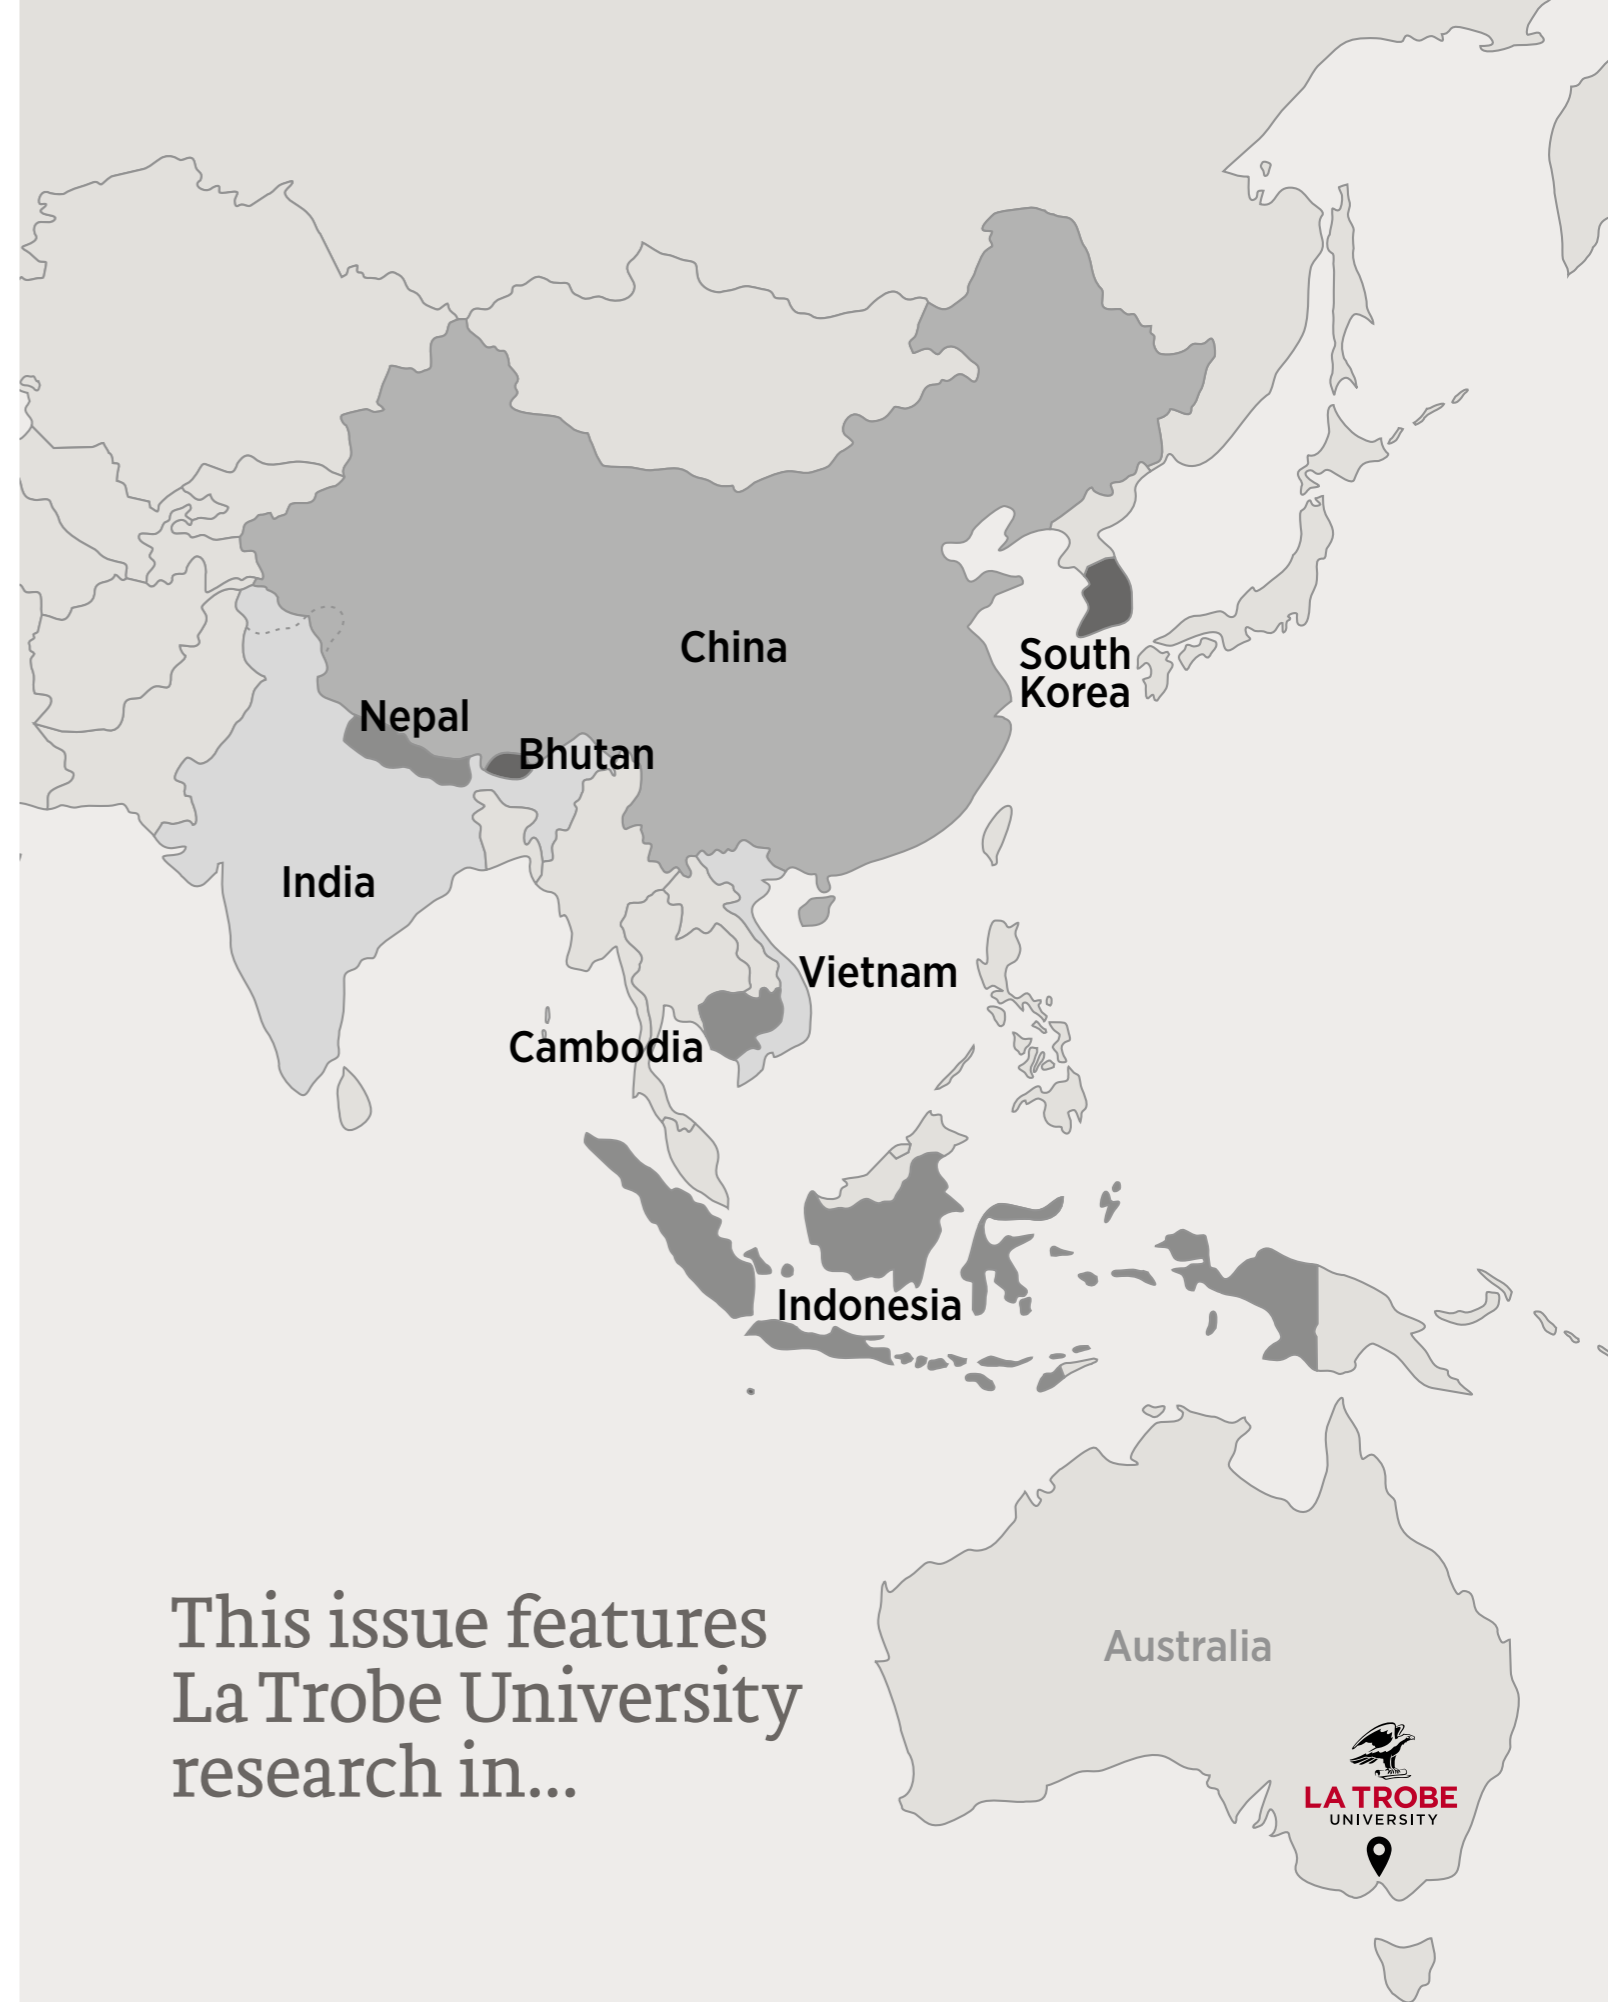 China
South
Korea
Nepal
Bhutan
India
Vietnam
Cambodia
Indonesia
This issue features
La Trobe University
research in...
Australia
LA TROBE
UNIVERSITY